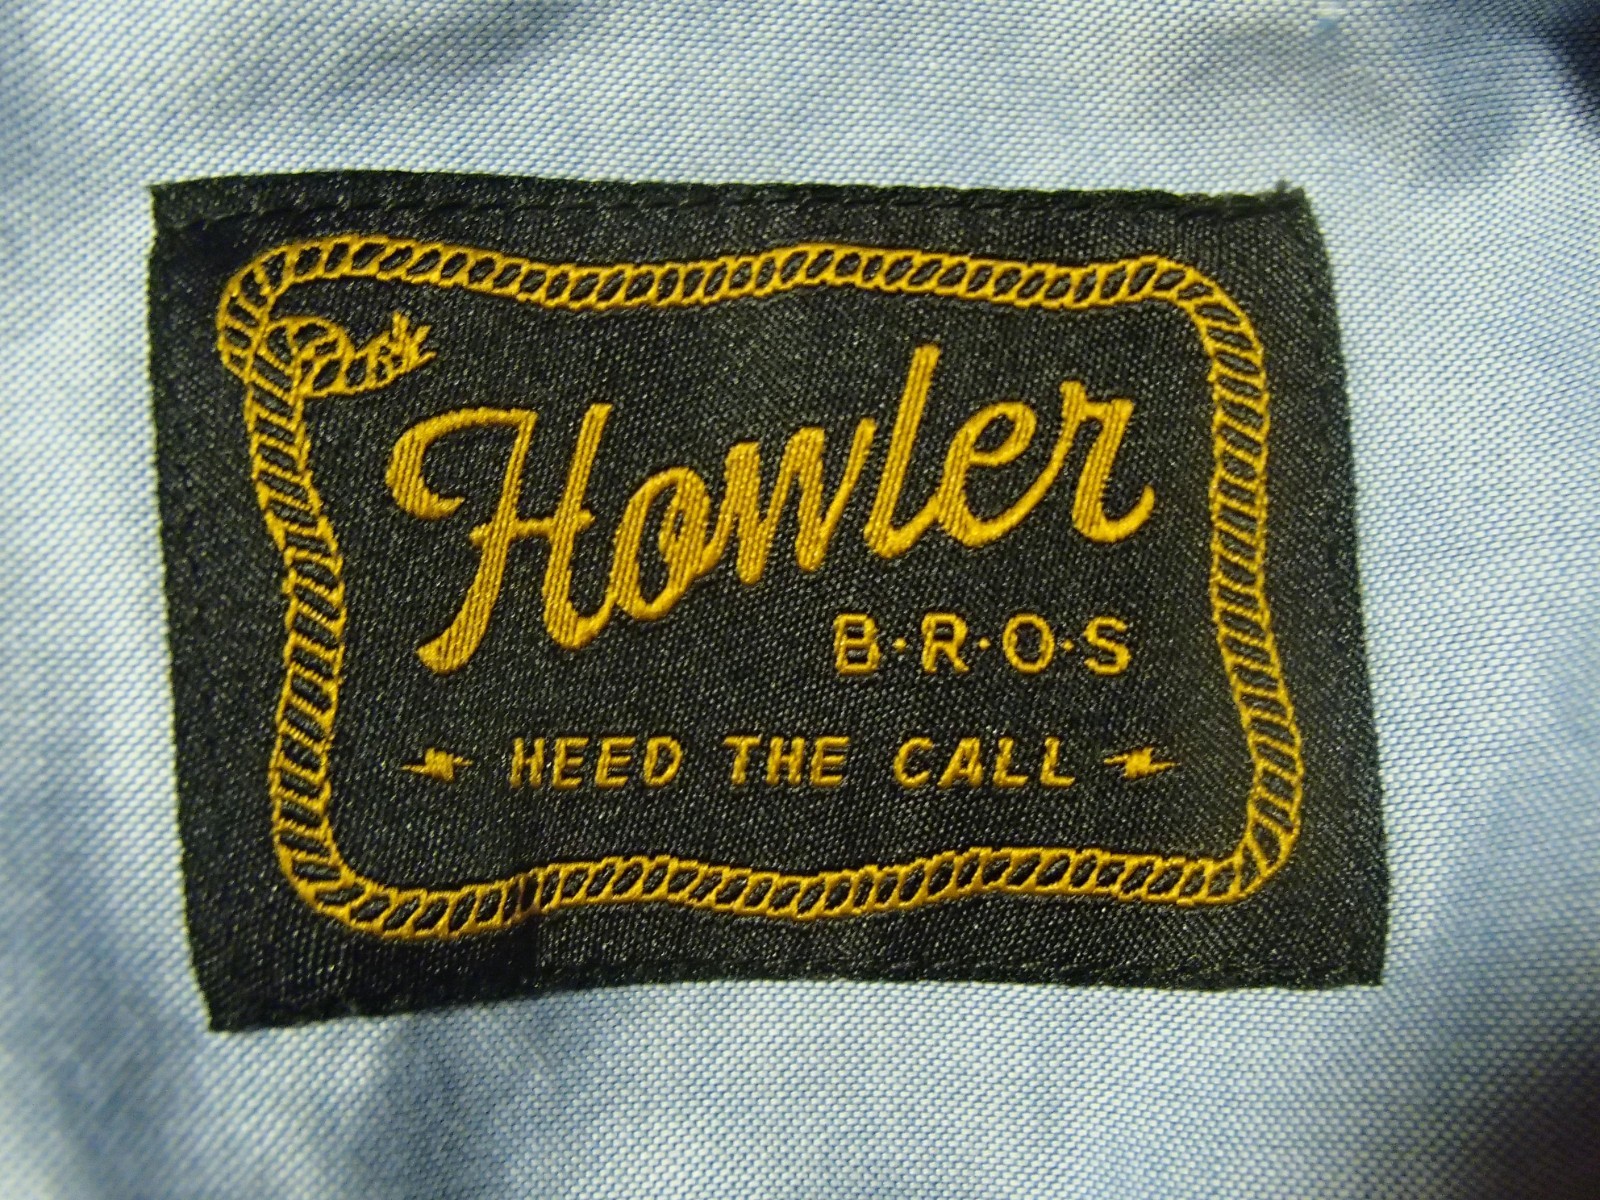 Howler
B·R·O·S
HEED THE CALL